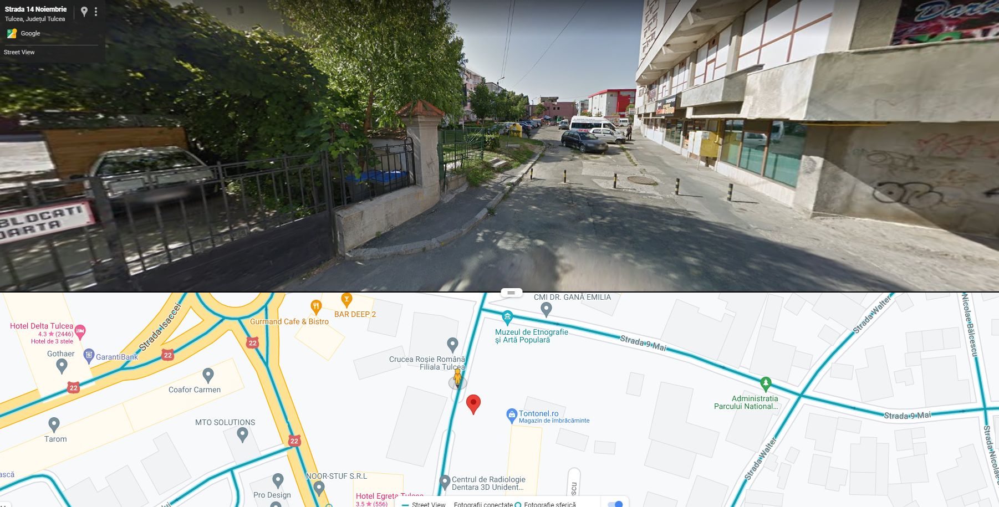 Strada 14 Noiembrie
Tulcea, Județul Tulcea
Google
Street View
BLOCATI
OARTA
CMI DR. GANĂ EMILIA
Hotel Delta Tulcea
4.3 ★ (2446)
Hotel de 3 stele
Strada Isaccei
Gurmand Cafe & Bistro
BAR DEEP 2
Muzeul de Etnografie
și Artă Populară
Strada 9 Mai
Strada Walter
Nicolae Bălcescu
Gothaer
GarantiBank
22
22
22
Crucea Roșie Română
Filiala Tulcea
Coafor Carmen
Administratia
Parcului National...
Tontonel.ro
Magazin de îmbrăcăminte
Strada 9 Mai
MTO SOLUTIONS
Tarom
22
Strada Walter
Strada Nicolae
ască
NOOR-STUF S.R.L
Centrul de Radiologie
Dentara 3D Unident...
Pro Design
Hotel Egreta Tulcea
3.5 ★ (556)
scu
Street View
Fotografii conectate
Fotografie sferică